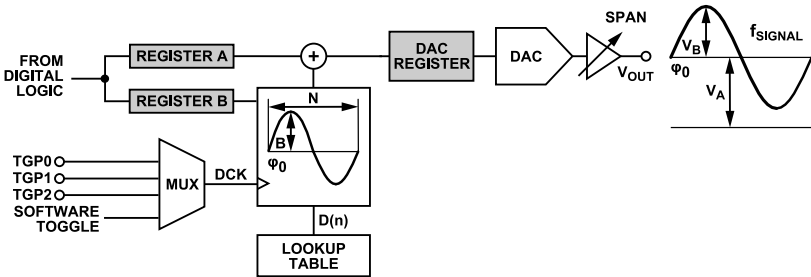 FROM
DIGITAL
LOGIC
REGISTER A
REGISTER B
+
DAC
REGISTER
DAC
SPAN
VOUT
VB
fSIGNAL
φ0
VA
N
B
φ0
TGP0
TGP1
TGP2
SOFTWARE
TOGGLE
MUX
DCK
D(n)
LOOKUP
TABLE